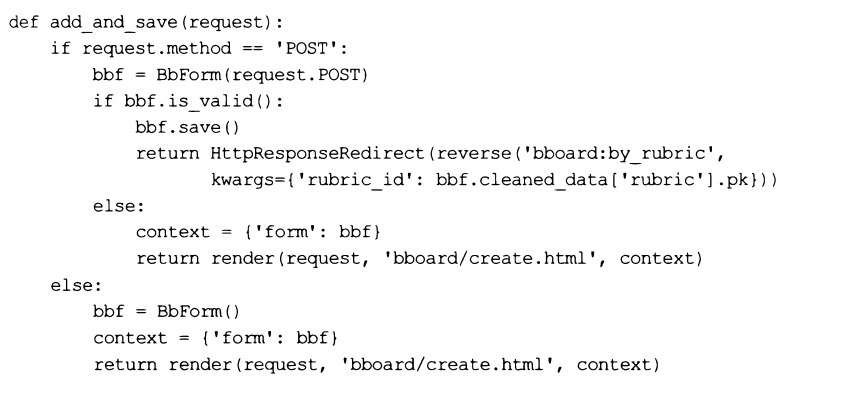 def add_and_save(request):
    if request.method == 'POST':
        bbf = BbForm(request.POST)
        if bbf.is_valid():
            bbf.save()
            return HttpResponseRedirect(reverse('bboard:by_rubric',
                   kwargs={'rubric_id': bbf.cleaned_data['rubric'].pk}))
        else:
            context = {'form': bbf}
            return render(request, 'bboard/create.html', context)
    else:
        bbf = BbForm()
        context = {'form': bbf}
        return render(request, 'bboard/create.html', context)